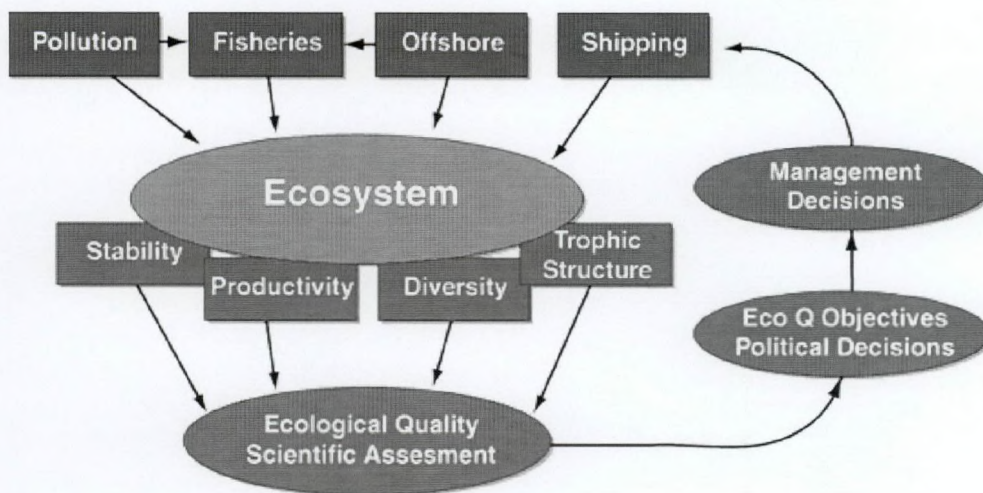 Pollution
Fisheries
Offshore
Shipping
Ecosystem
Management
Decisions
Stability
Productivity
Diversity
Trophic
Structure
Eco Q Objectives
Political Decisions
Ecological Quality
Scientific Assesment